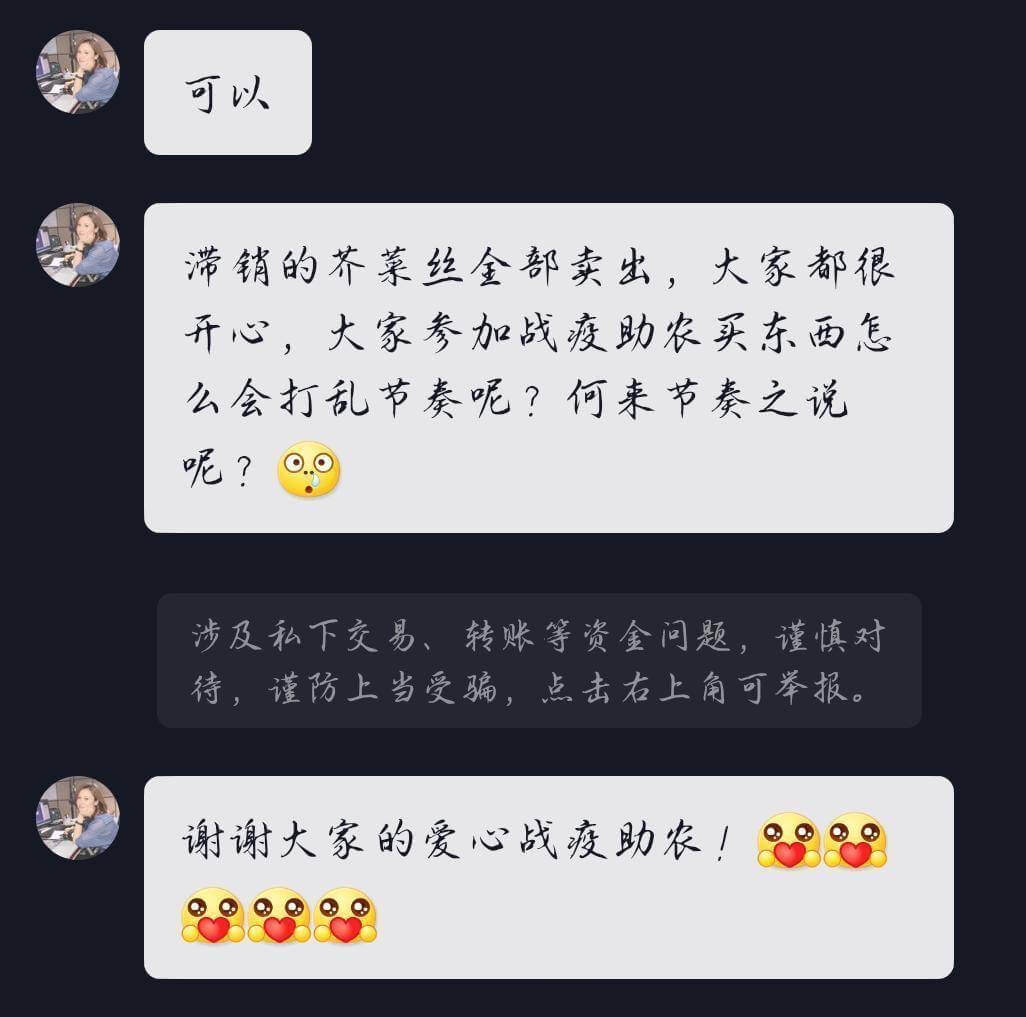 可以
滞销的芥菜丝全部卖出，大家都很
开心，大家参加战疫助农买东西怎
么会打乱节奏呢？何来节奏之说
呢？
涉及私下交易、转账等资金问题，谨慎对
待，谨防上当受骗，点击右上角可举报。
谢谢大家的爱心战疫助农！